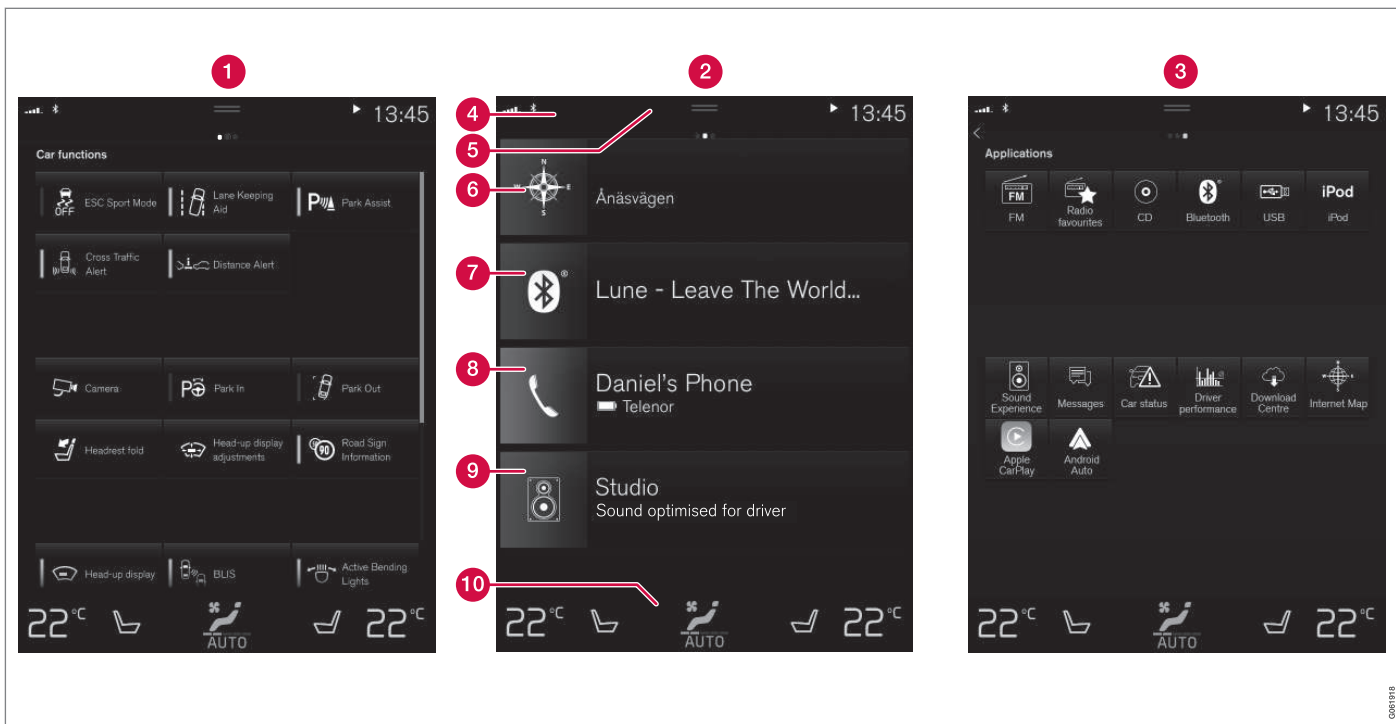 1
2
3
13:45
Car functions
OFF
ESC Sport Mode
Lane Keeping
Aid
P
Park Assist
Cross Traffic
Alert
Distance Alert
Camera
P
Park In
Park Out
Headrest fold
Head-up display
adjustments
90
Road Sign
Information
Head-up display
BLIS
Active Bending
Lights
22°C
AUTO
22°C
4
13:45
5
6
N
W
E
S
Ånäsvägen
7
®
Lune - Leave The World...
8
Daniel's Phone
Telenor
9
Studio
Sound optimised for driver
10
22°C
AUTO
22°C
13:45
Applications
FM
FM
Radio
favourites
CD
Bluetooth
USB
iPod
iPod
Sound
Experience
Messages
Car status
Driver
performance
Download
Centre
Internet Map
Apple
CarPlay
Android
Auto
22°C
AUTO
22°C
G061918